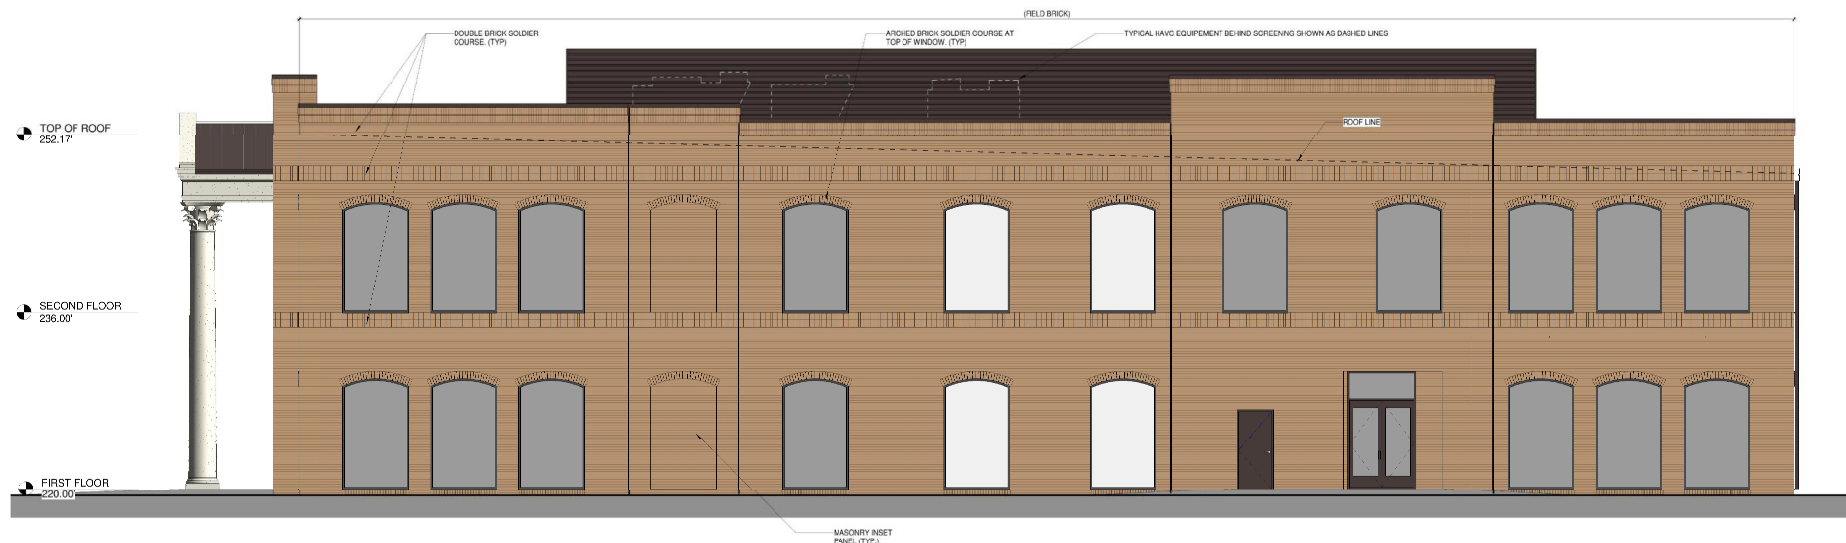 (FIELD BRICK)
DOUBLE BRICK SOLDIER
COURSE. (TYP)
ARCHED BRICK SOLDIER COURSE AT
TOP OF WINDOW. (TYP)
TYPICAL HAVC EQUIPEMENT BEHIND SCREENING SHOWN AS DASHED LINES
ROOF LINE
TOP OF ROOF
252.17'
SECOND FLOOR
236.00'
FIRST FLOOR
220.00'
MASONRY INSET
PANEL (TYP.)